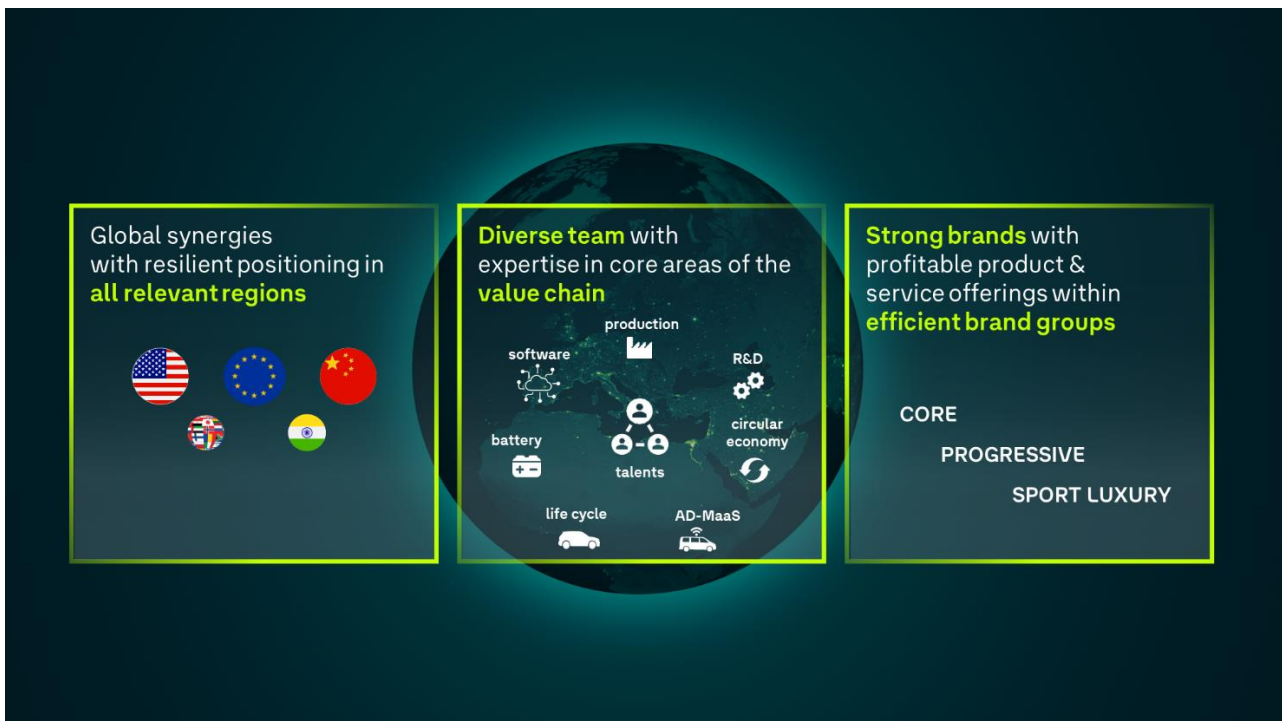 Global synergies
with resilient positioning in
all relevant regions
Diverse team with
expertise in core areas of the
value chain
production
software
R&D
battery
circular
economy
talents
life cycle
AD-MaaS
Strong brands with
profitable product &
service offerings within
efficient brand groups
CORE
PROGRESSIVE
SPORT LUXURY